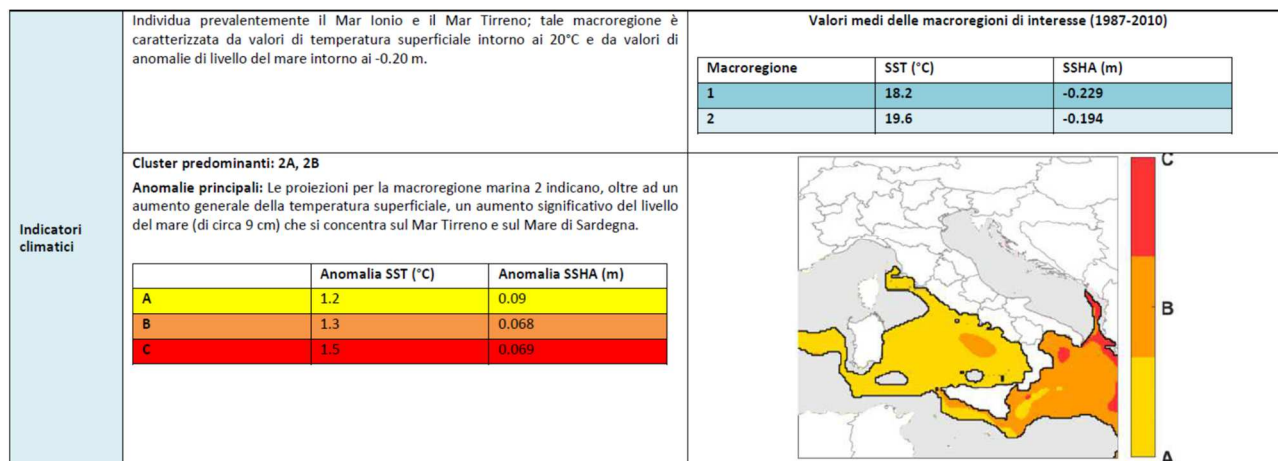 Individua prevalentemente il Mar Ionio e il Mar Tirreno; tale macroregione è
caratterizzata da valori di temperatura superficiale intorno ai 20°C e da valori di
anomalie di livello del mare intorno ai -0.20 m.
Valori medi delle macroregioni di interesse (1987-2010)
Macroregione SST (°C) SSHA (m)
1 18.2 -0.229
2 19.6 -0.194
Indicatori
climatici
Cluster predominanti: 2A, 2B
Anomalie principali: Le proiezioni per la macroregione marina 2 indicano, oltre ad un
aumento generale della temperatura superficiale, un aumento significativo del livello
del mare (di circa 9 cm) che si concentra sul Mar Tirreno e sul Mare di Sardegna.
Anomalia SST (°C) Anomalia SSHA (m)
A 1.2 0.09
B 1.3 0.068
C 1.5 0.069
C
B
A